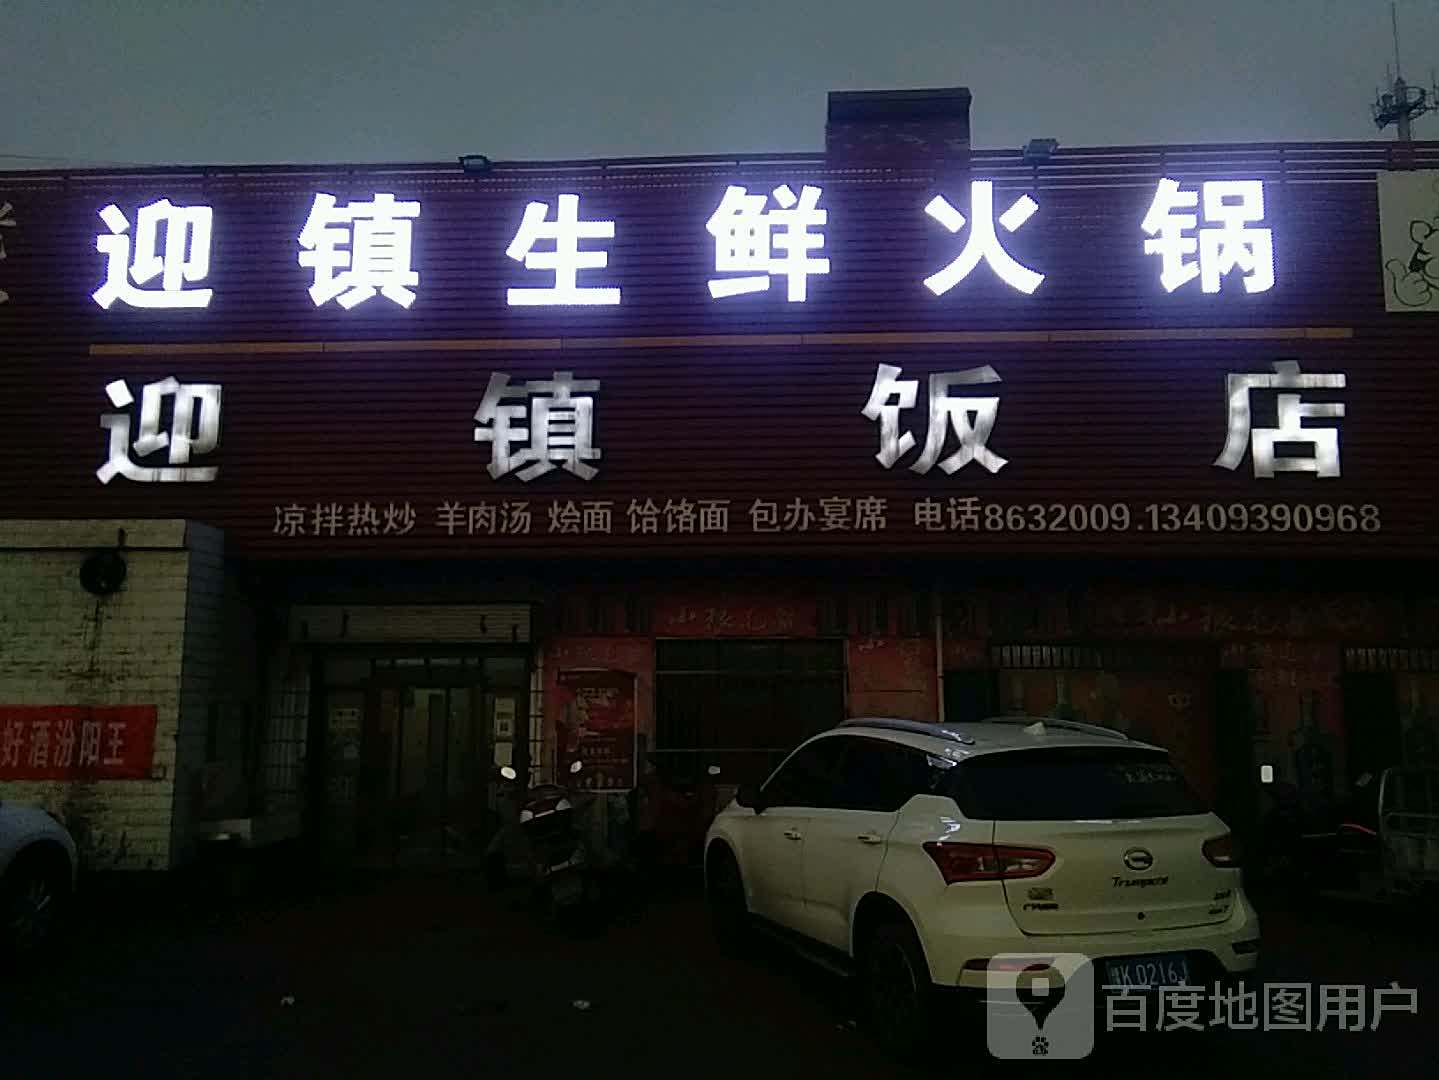 迎镇生鲜火锅
迎镇饭店
凉拌热炒 羊肉汤 烩面 饸饹面 包办宴席 电话8632009.13409390968
好酒汾阳王
Trumpchi
K 0216J
百度地图用户